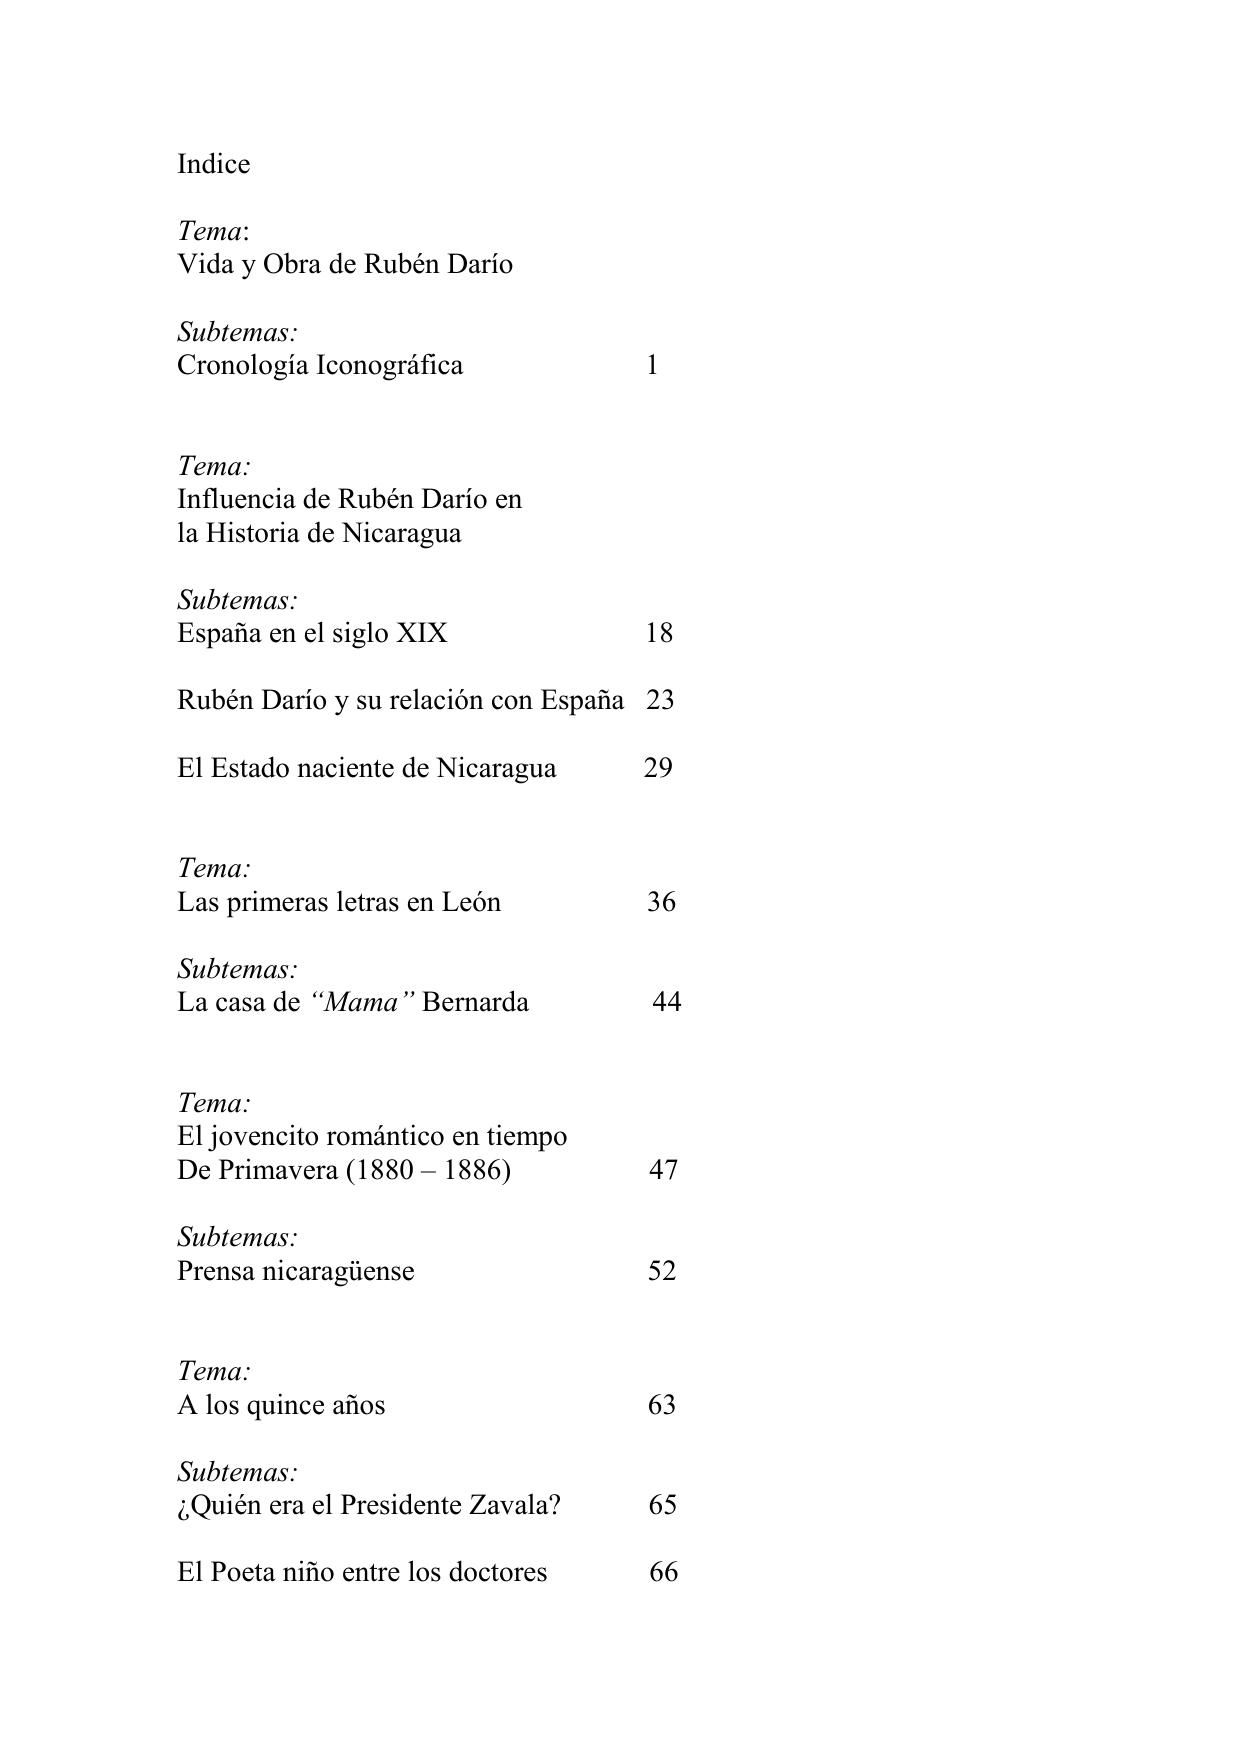 Indice
Tema:
Vida y Obra de Rubén Darío
Subtemas:
Cronología Iconográfica 1
Tema:
Influencia de Rubén Darío en
la Historia de Nicaragua
Subtemas:
España en el siglo XIX 18
Rubén Darío y su relación con España 23
El Estado naciente de Nicaragua 29
Tema:
Las primeras letras en León 36
Subtemas:
La casa de “Mama” Bernarda 44
Tema:
El jovencito romántico en tiempo
De Primavera (1880 – 1886) 47
Subtemas:
Prensa nicaragüense 52
Tema:
A los quince años 63
Subtemas:
¿Quién era el Presidente Zavala? 65
El Poeta niño entre los doctores 66